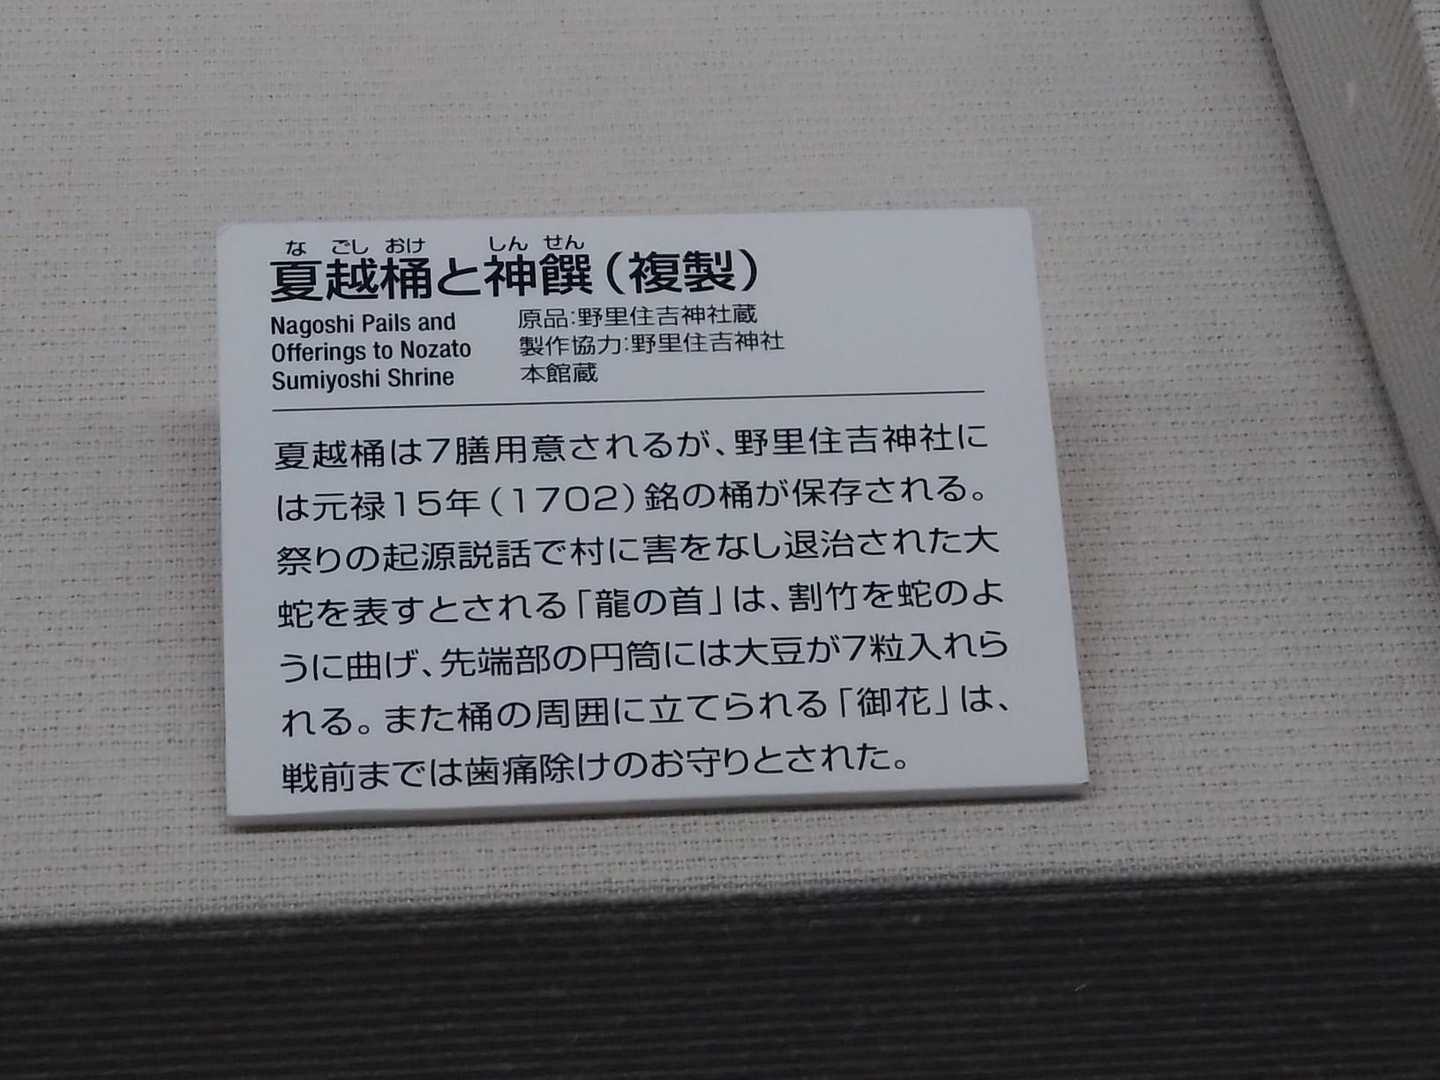 な ごし おけ しん せん
夏越桶と神饌(複製)
Nagoshi Pails and
Offerings to Nozato
Sumiyoshi Shrine
原品:野里住吉神社蔵
製作協力:野里住吉神社
本館蔵
夏越桶は7膳用意されるが、野里住吉神社に
は元禄15年(1702)銘の桶が保存される。
祭りの起源説話で村に害をなし退治された大
蛇を表すとされる「龍の首」は、割竹を蛇のよ
うに曲げ、先端部の円筒には大豆が7粒入れら
れる。また桶の周囲に立てられる「御花」は、
戦前までは歯痛除けのお守りとされた。